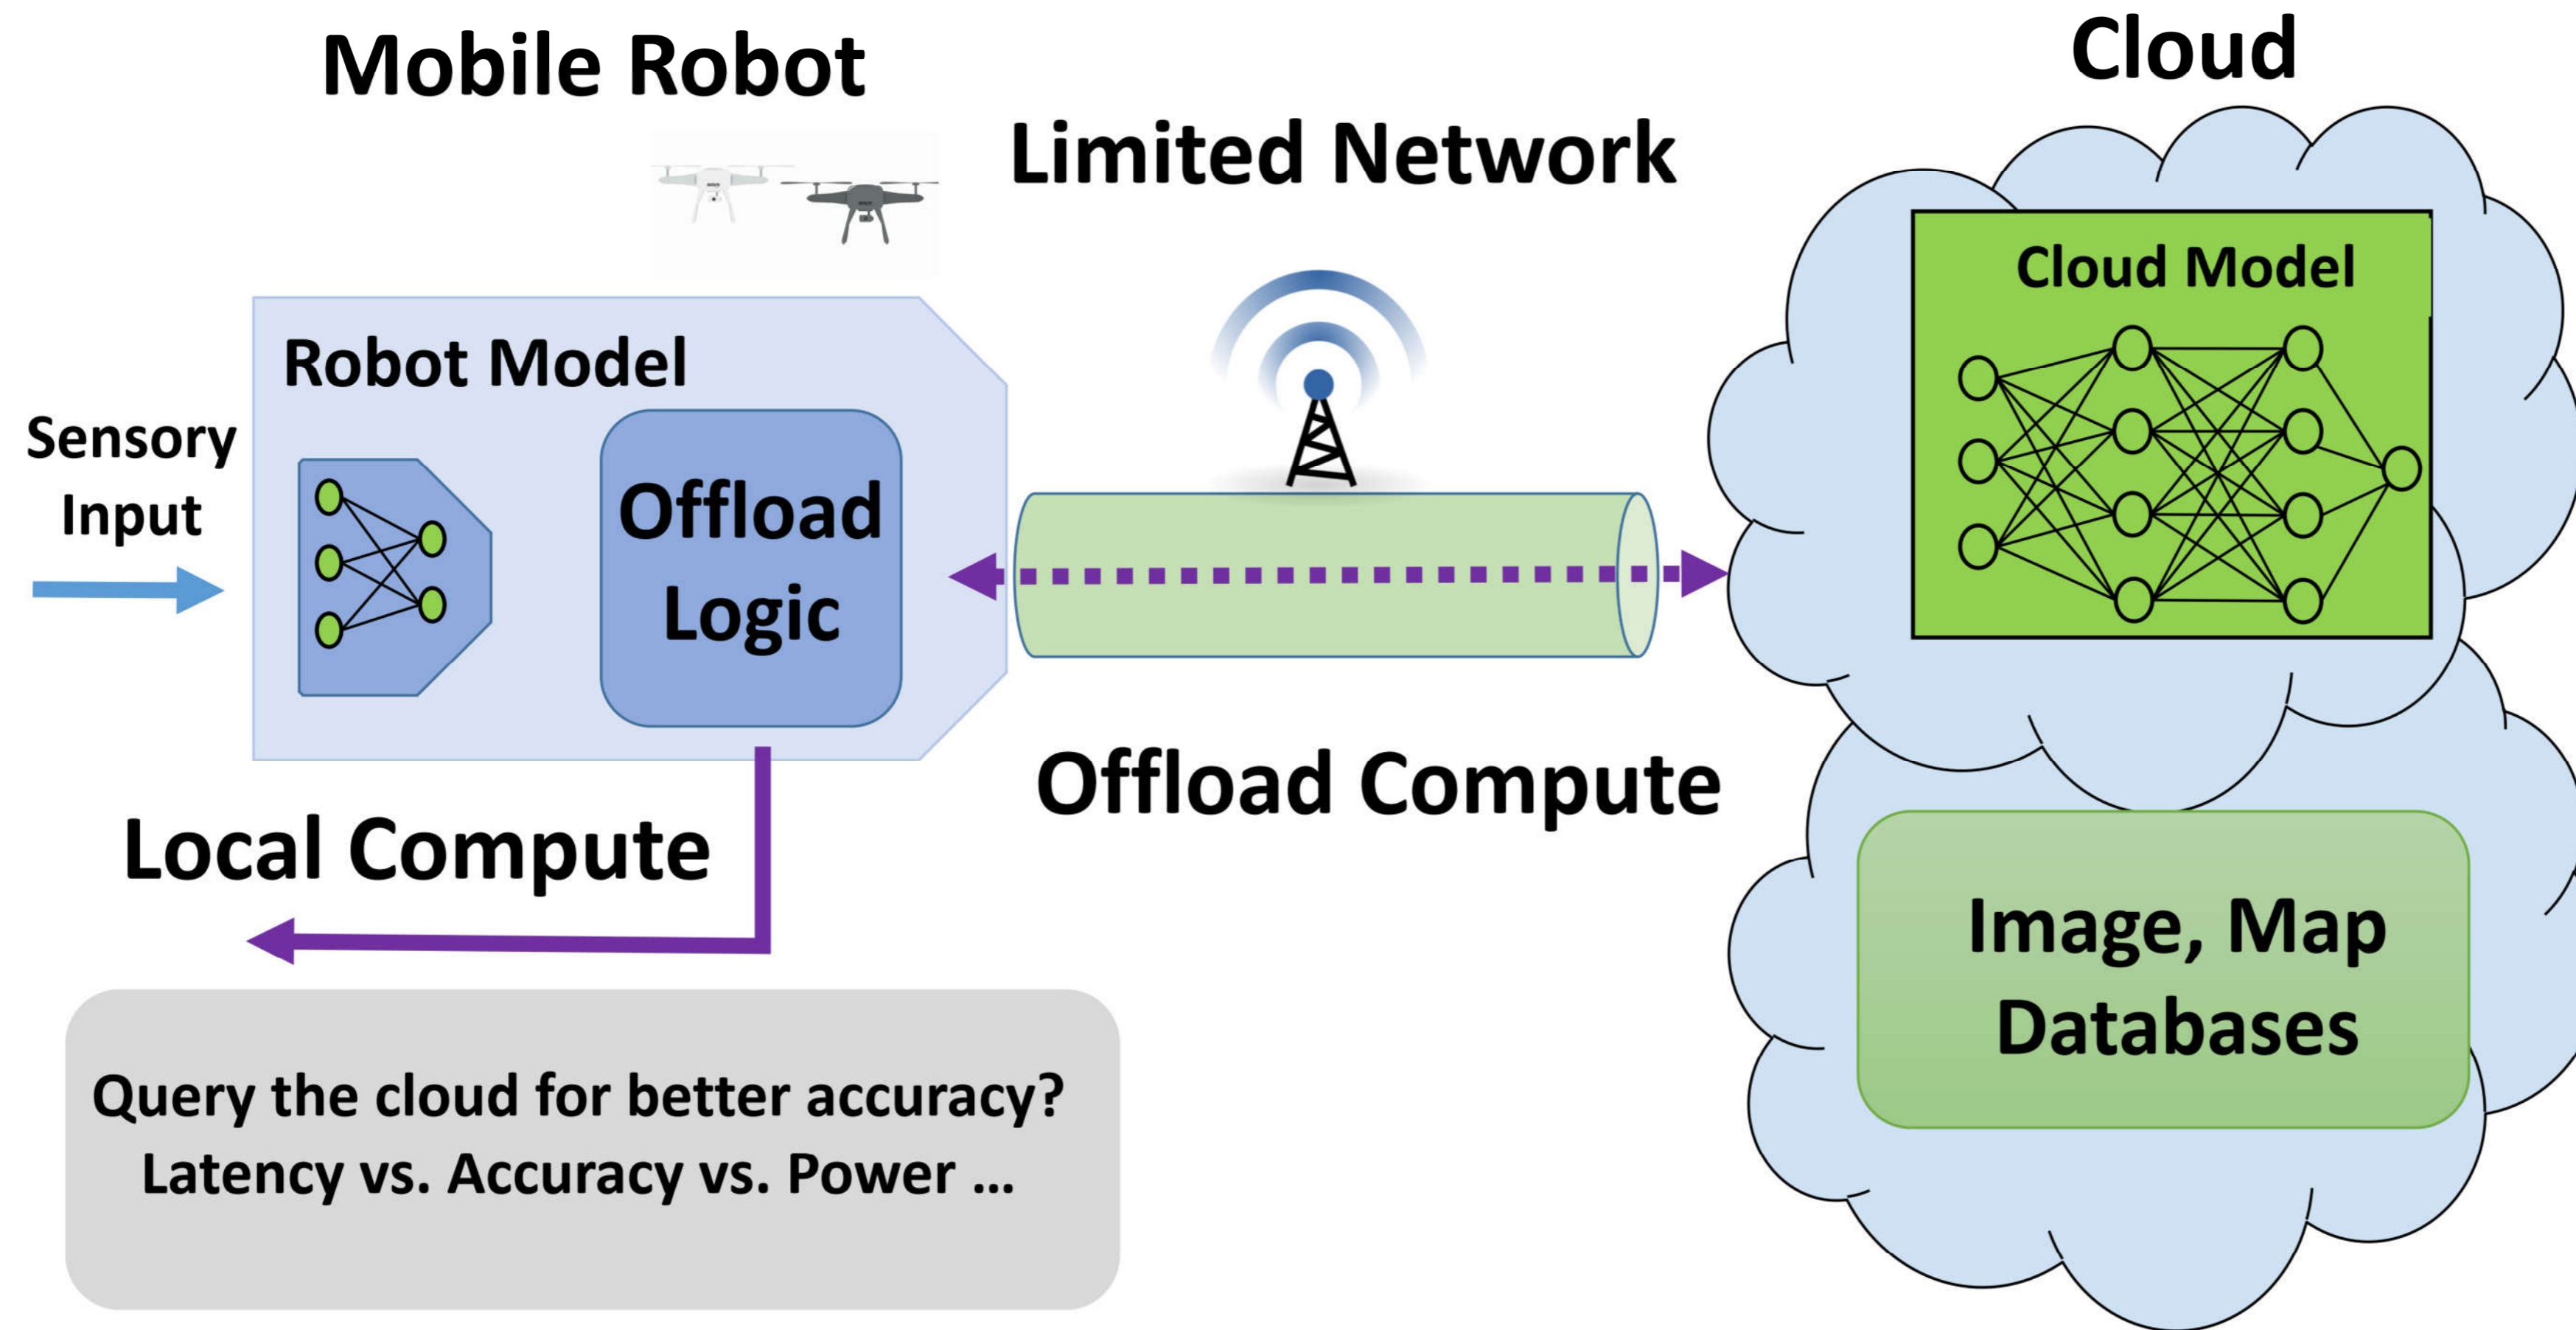 Mobile Robot
Cloud
Limited Network
Cloud Model
Robot Model
Sensory
Input
Offload
Logic
Offload Compute
Local Compute
Image, Map
Databases
Query the cloud for better accuracy?
Latency vs. Accuracy vs. Power ...